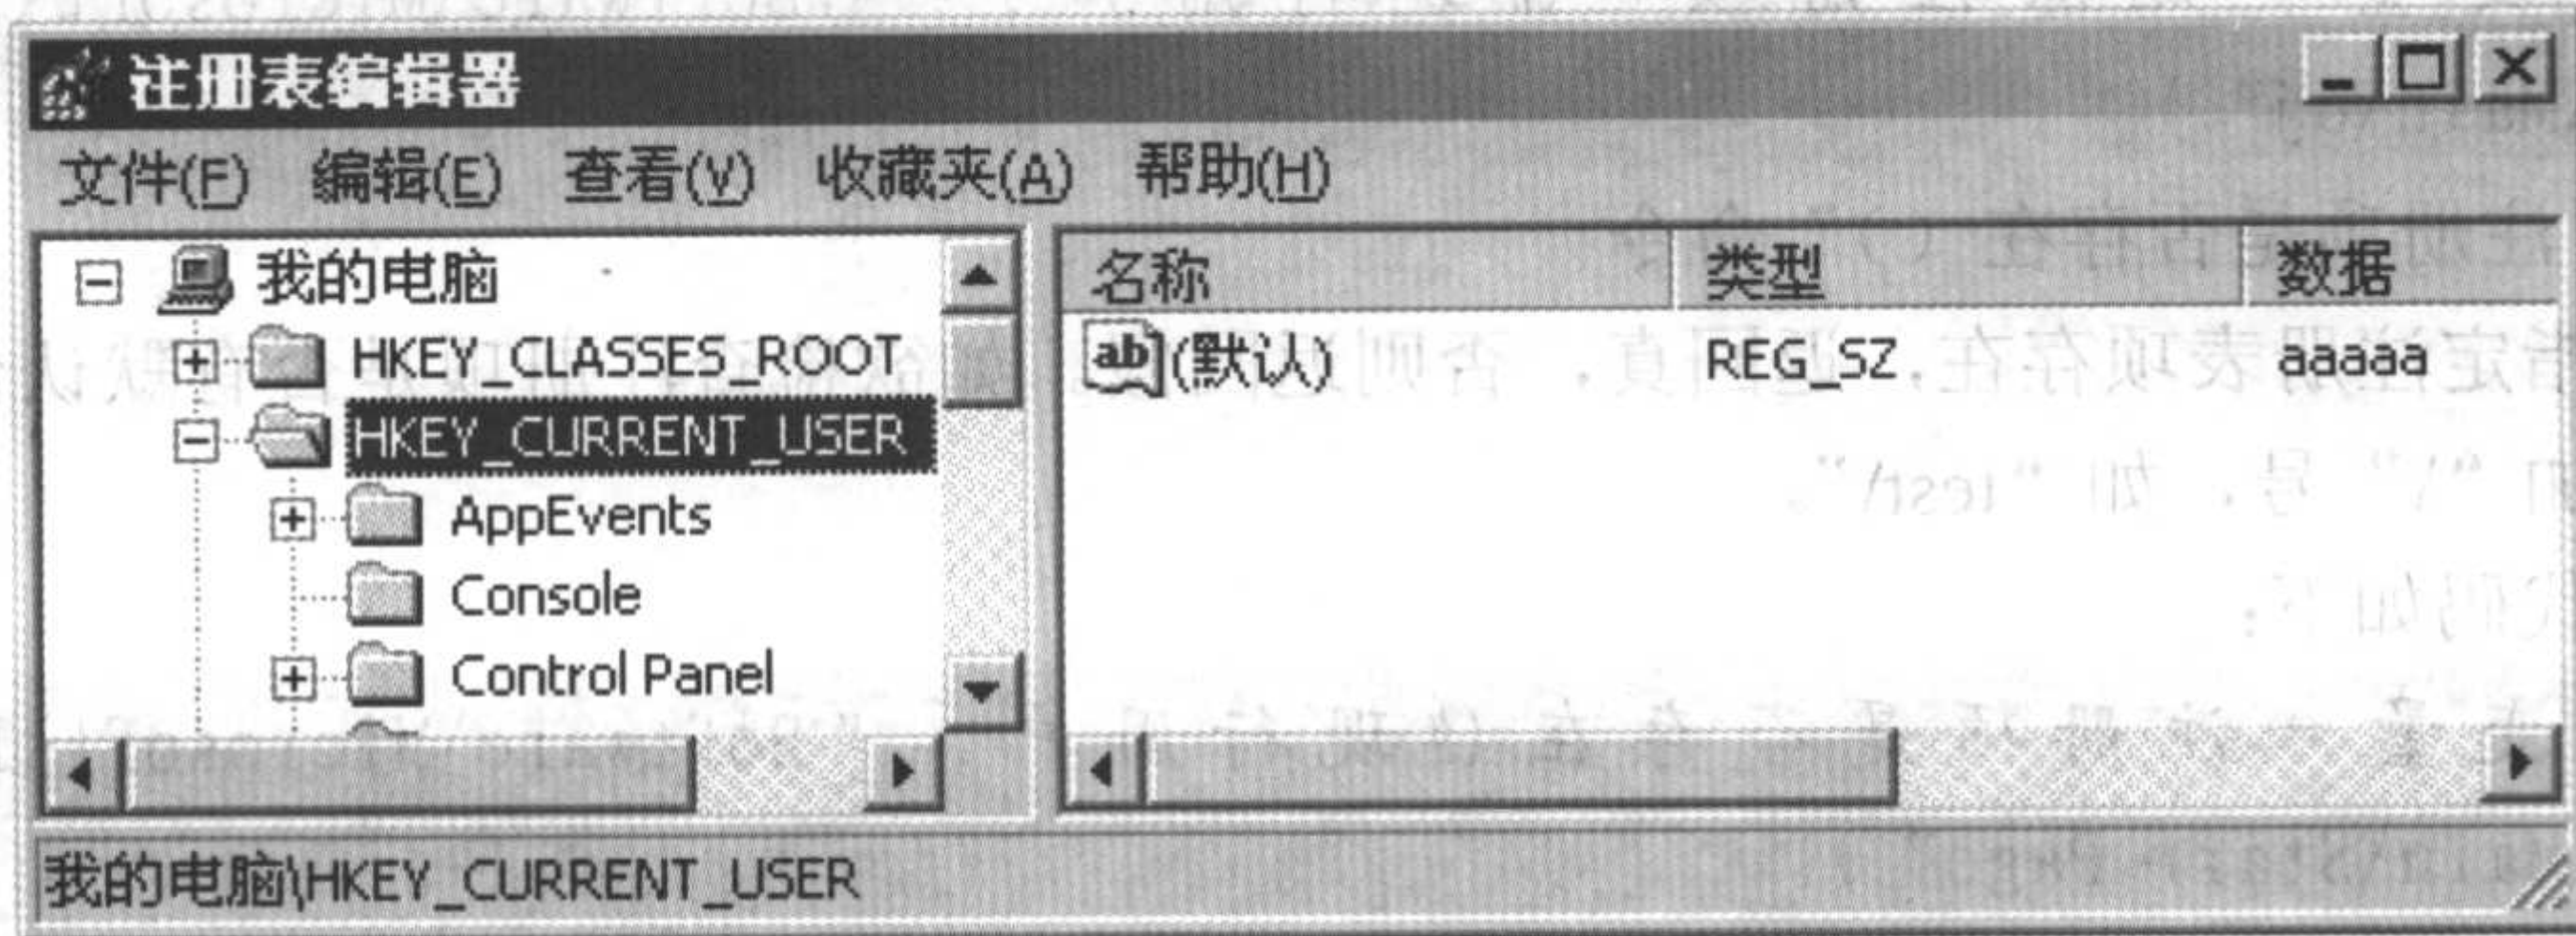 注册表编辑器
文件(F) 编辑(E) 查看(V) 收藏夹(A) 帮助(H)
我的电脑
HKEY_CLASSES_ROOT
HKEY_CURRENT_USER
AppEvents
Console
Control Panel
名称 类型 数据
ab (默认) REG_SZ aaaaa
我的电脑\HKEY_CURRENT_USER